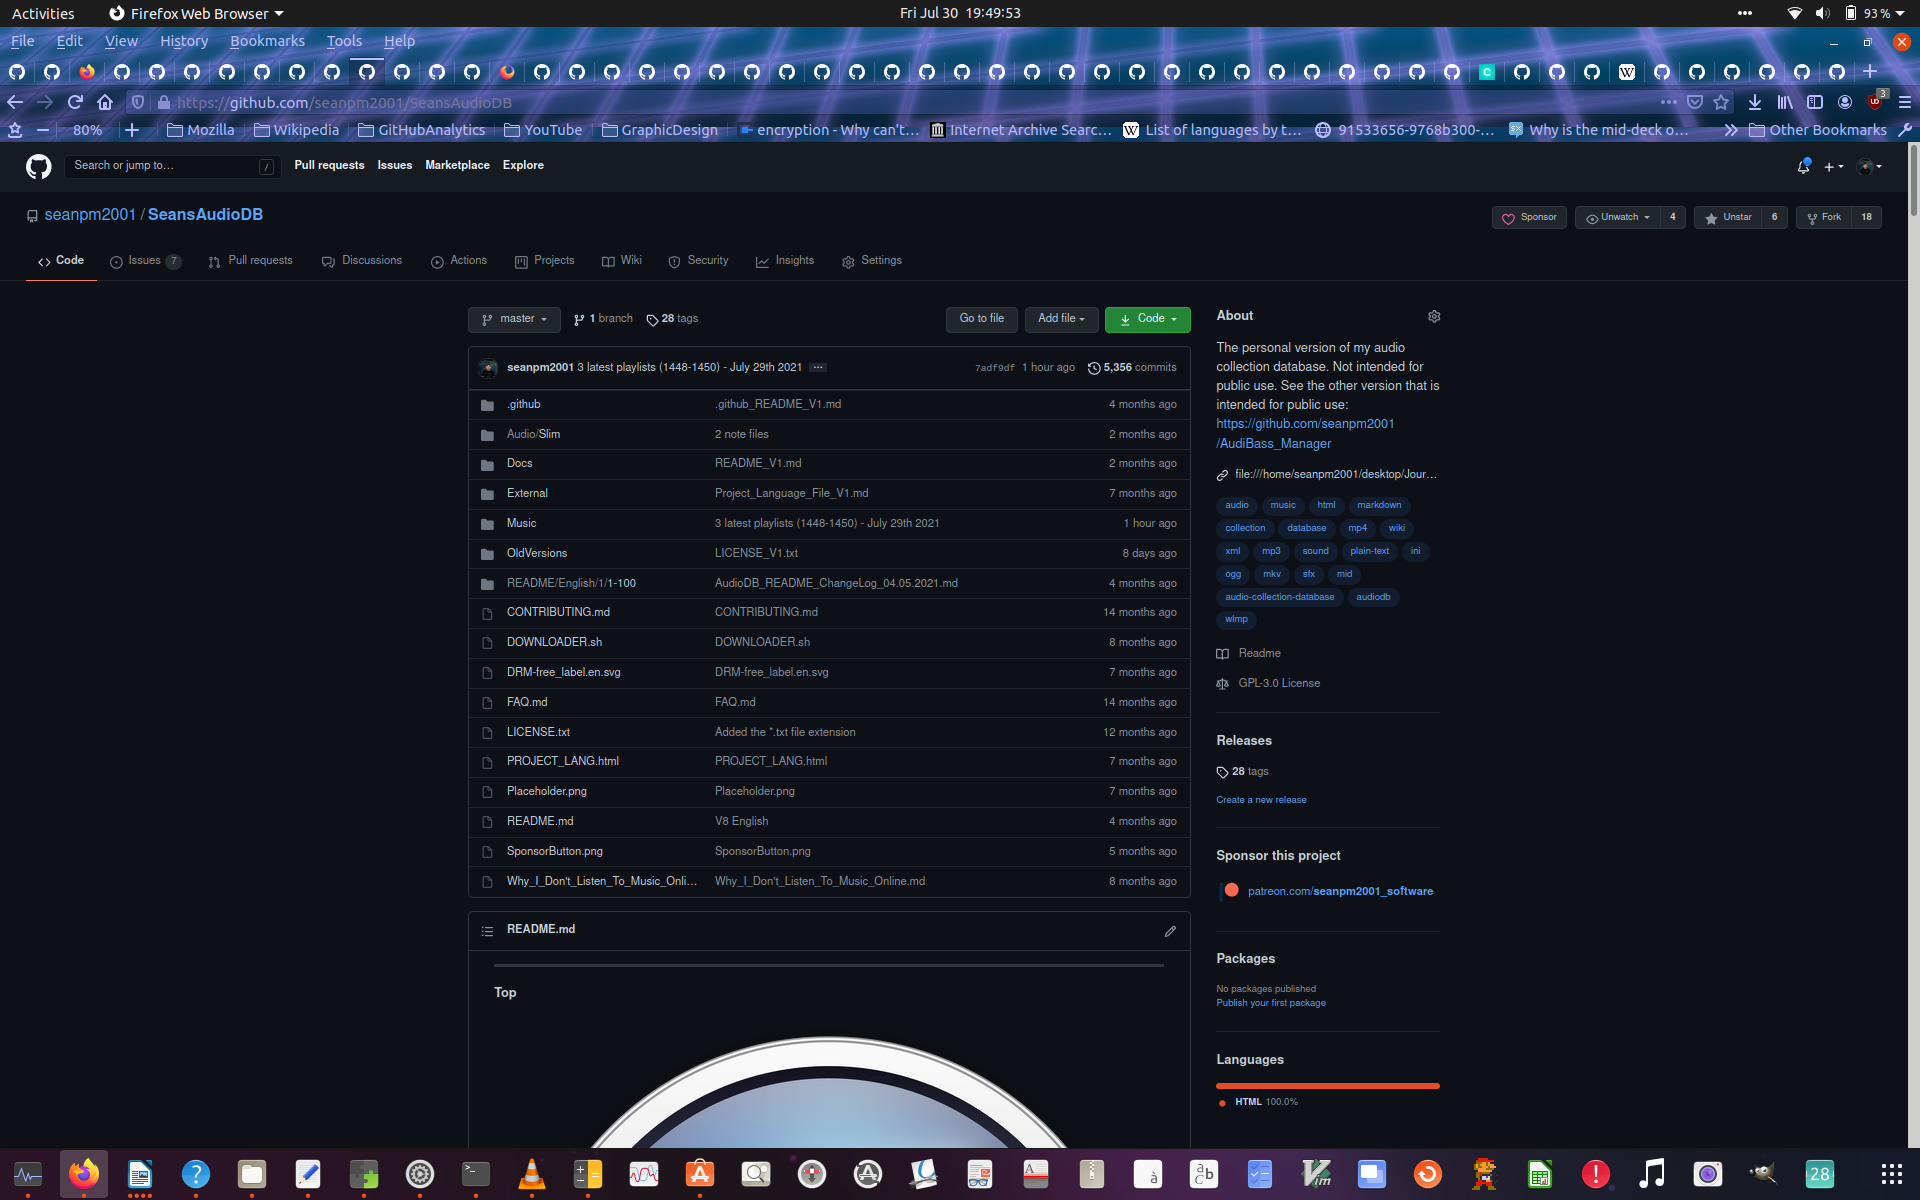 Activities
Firefox Web Browser
Fri Jul 30 19:49:53
93 %
File Edit View History Bookmarks Tools Help
https://github.com/seanpm2001/SeansAudioDB
3
80%
Mozilla
Wikipedia
GitHubAnalytics
YouTube
GraphicDesign
encryption - Why can't…
Internet Archive Searc…
List of languages by t…
91533656-9768b300-…
Why is the mid-deck o…
Other Bookmarks
Search or jump to…
/
Pull requests Issues Marketplace Explore
seanpm2001 / SeansAudioDB
Sponsor
Unwatch 4
Unstar 6
Fork 18
Code
Issues 7
Pull requests
Discussions
Actions
Projects
Wiki
Security
Insights
Settings
master
1 branch
28 tags
Go to file
Add file
Code
seanpm2001 3 latest playlists (1448-1450) - July 29th 2021 ... 7adf9df 1 hour ago 5,356 commits
.github .github_README_V1.md 4 months ago
Audio/Slim 2 note files 2 months ago
Docs README_V1.md 2 months ago
External Project_Language_File_V1.md 7 months ago
Music 3 latest playlists (1448-1450) - July 29th 2021 1 hour ago
OldVersions LICENSE_V1.txt 8 days ago
README/English/1/1-100 AudioDB_README_ChangeLog_04.05.2021.md 4 months ago
CONTRIBUTING.md CONTRIBUTING.md 14 months ago
DOWNLOADER.sh DOWNLOADER.sh 8 months ago
DRM-free_label.en.svg DRM-free_label.en.svg 7 months ago
FAQ.md FAQ.md 14 months ago
LICENSE.txt Added the *.txt file extension 12 months ago
PROJECT_LANG.html PROJECT_LANG.html 7 months ago
Placeholder.png Placeholder.png 7 months ago
README.md V8 English 4 months ago
SponsorButton.png SponsorButton.png 5 months ago
Why_I_Don't_Listen_To_Music_Onli… Why_I_Don't_Listen_To_Music_Online.md 8 months ago
README.md
Top
About
The personal version of my audio
collection database. Not intended for
public use. See the other version that is
intended for public use:
https://github.com/seanpm2001
/AudiBass_Manager
file:///home/seanpm2001/desktop/Jour…
audio music html markdown
collection database mp4 wiki
xml mp3 sound plain-text ini
ogg mkv sfx mid
audio-collection-database audiodb
wlmp
Readme
GPL-3.0 License
Releases
28 tags
Create a new release
Sponsor this project
patreon.com/seanpm2001_software
Packages
No packages published
Publish your first package
Languages
HTML 100.0%
28